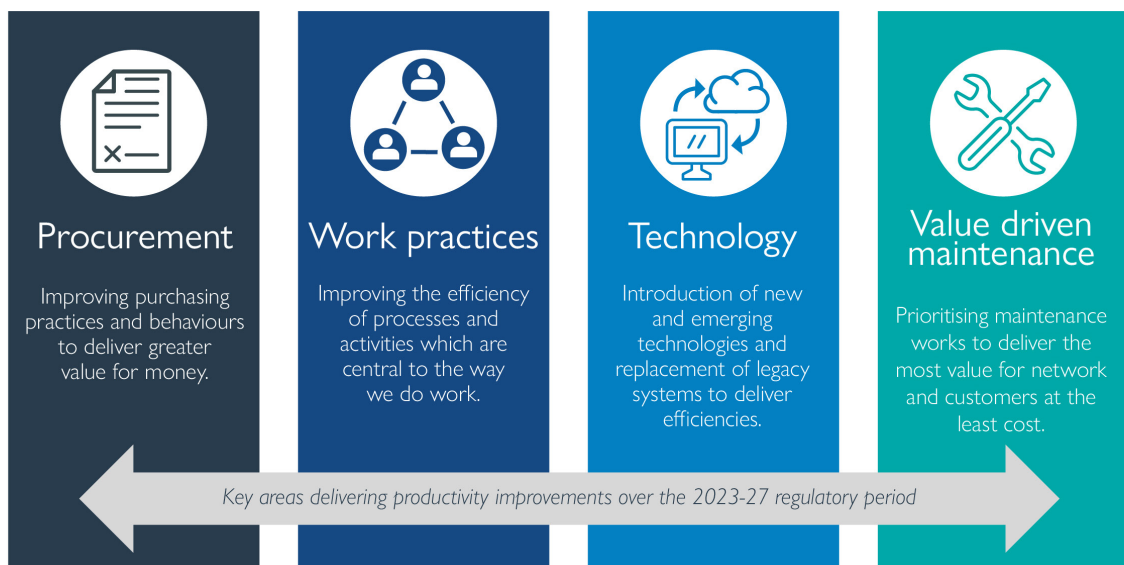 Procurement
Improving purchasing
practices and behaviours
to deliver greater
value for money.
Work practices
Improving the efficiency
of processes and
activities which are
central to the way
we do work.
Technology
Introduction of new
and emerging
technologies and
replacement of legacy
systems to deliver
efficiencies.
Value driven
maintenance
Prioritising maintenance
works to deliver the
most value for network
and customers at the
least cost.
Key areas delivering productivity improvements over the 2023-27 regulatory period